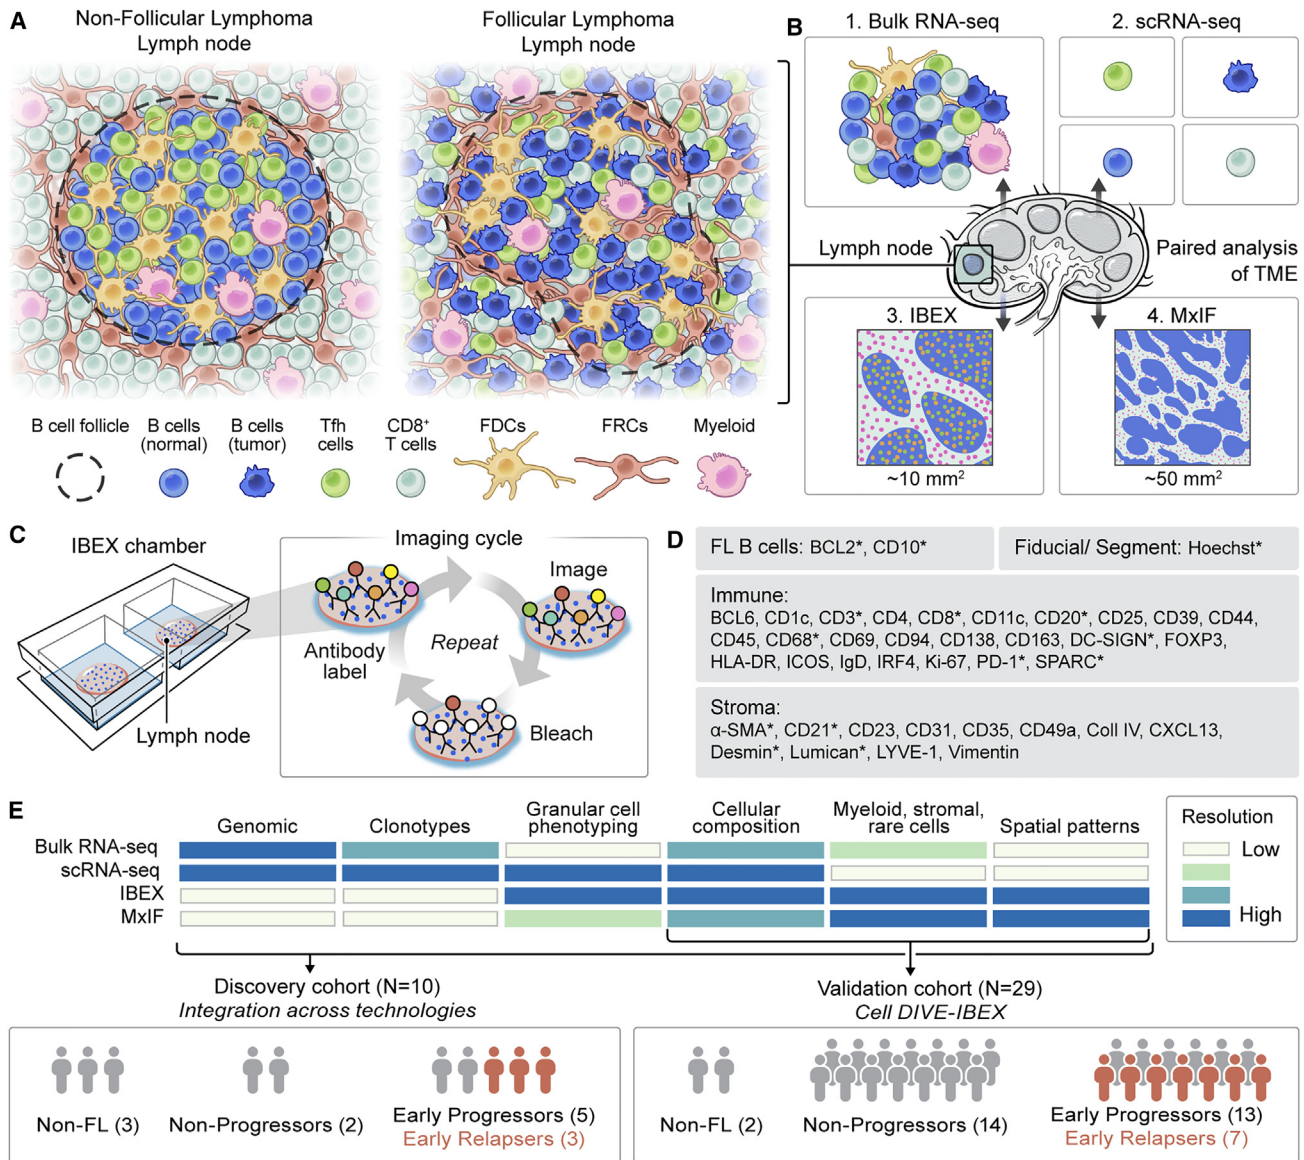 A
Non-Follicular Lymphoma
Lymph node
Follicular Lymphoma
Lymph node
B cell follicle
B cells
(normal)
B cells
(tumor)
Tfh
cells
CD8⁺
T cells
FDCs
FRCs
Myeloid
B
1. Bulk RNA-seq
2. scRNA-seq
Lymph node
Paired analysis
of TME
3. IBEX
4. MxIF
~10 mm²
~50 mm²
C
IBEX chamber
Lymph node
Imaging cycle
Image
Antibody
label
Repeat
Bleach
D
FL B cells: BCL2*, CD10*
Fiducial/ Segment: Hoechst*
Immune:
BCL6, CD1c, CD3*, CD4, CD8*, CD11c, CD20*, CD25, CD39, CD44,
CD45, CD68*, CD69, CD94, CD138, CD163, DC-SIGN*, FOXP3,
HLA-DR, ICOS, IgD, IRF4, Ki-67, PD-1*, SPARC*
Stroma:
α-SMA*, CD21*, CD23, CD31, CD35, CD49a, Coll IV, CXCL13,
Desmin*, Lumican*, LYVE-1, Vimentin
E
Genomic
Clonotypes
Granular cell
phenotyping
Cellular
composition
Myeloid, stromal,
rare cells
Spatial patterns
Bulk RNA-seq
scRNA-seq
IBEX
MxIF
Resolution
Low
High
Discovery cohort (N=10)
Integration across technologies
Validation cohort (N=29)
Cell DIVE-IBEX
Non-FL (3)
Non-Progressors (2)
Early Progressors (5)
Early Relapsers (3)
Non-FL (2)
Non-Progressors (14)
Early Progressors (13)
Early Relapsers (7)